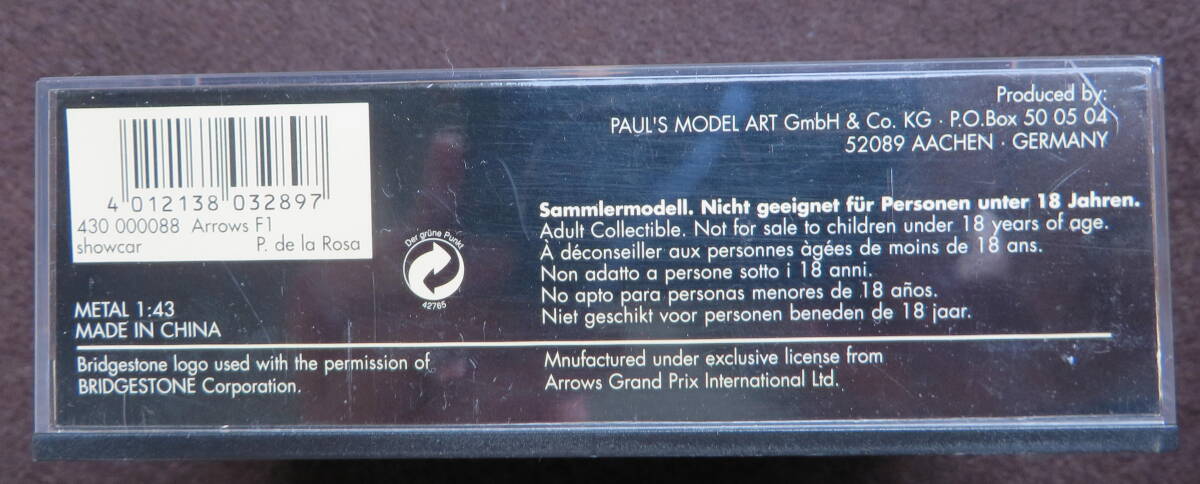 4 012138 032897
430 000088 Arrows F1
showcar P. de la Rosa
Der grüne Punkt
42765
METAL 1:43
MADE IN CHINA
Bridgestone logo used with the permission of
BRIDGESTONE Corporation.
Produced by:
PAUL'S MODEL ART GmbH & Co. KG · P.O.Box 50 05 04
52089 AACHEN · GERMANY
Sammlermodell. Nicht geeignet für Personen unter 18 Jahren.
Adult Collectible. Not for sale to children under 18 years of age.
À déconseiller aux personnes àgées de moins de 18 ans.
Non adatto a persone sotto i 18 anni.
No apto para personas menores de 18 años.
Niet geschikt voor personen beneden de 18 jaar.
Mnufactured under exclusive license from
Arrows Grand Prix International Ltd.